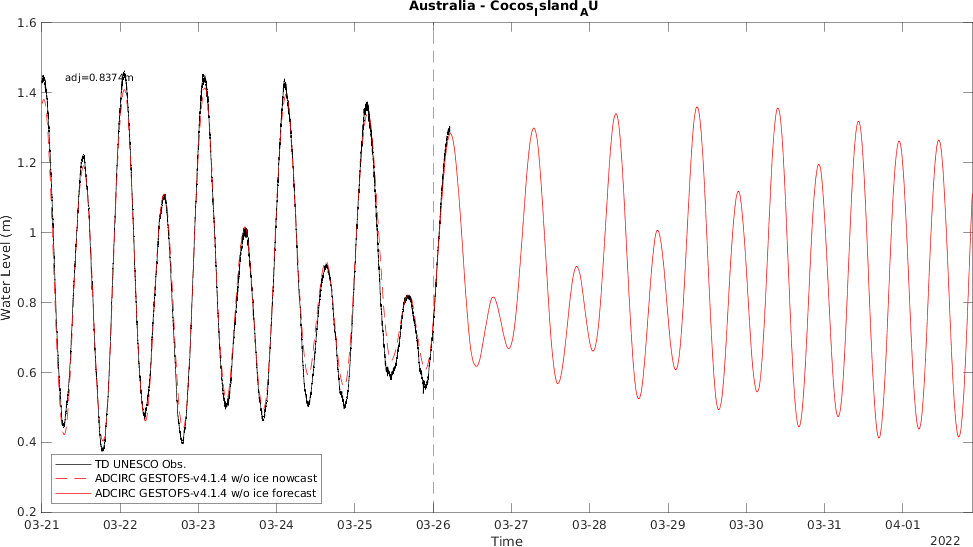 Australia - CocosIslandAU
adj=0.8374m
Water Level (m)
1.6
1.4
1.2
1
0.8
0.6
0.4
0.2
TD UNESCO Obs.
ADCIRC GESTOFS-v4.1.4 w/o ice nowcast
ADCIRC GESTOFS-v4.1.4 w/o ice forecast
03-21 03-22 03-23 03-24 03-25 03-26 03-27 03-28 03-29 03-30 03-31 04-01
Time
2022